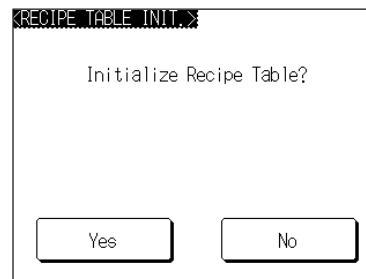 <RECIPE TABLE INIT.>
Initialize Recipe Table?
Yes No